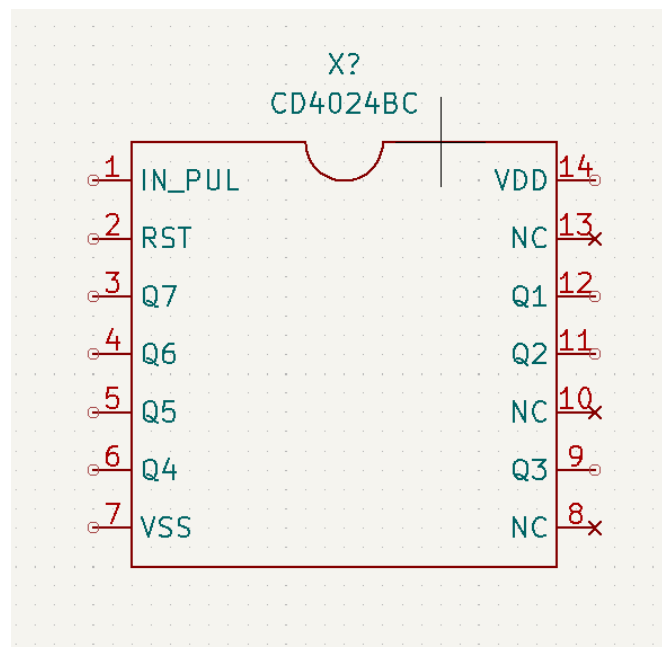 X?
CD4024BC
1 IN_PUL VDD 14
2 RST NC 13
3 Q7 Q1 12
4 Q6 Q2 11
5 Q5 NC 10
6 Q4 Q3 9
7 VSS NC 8